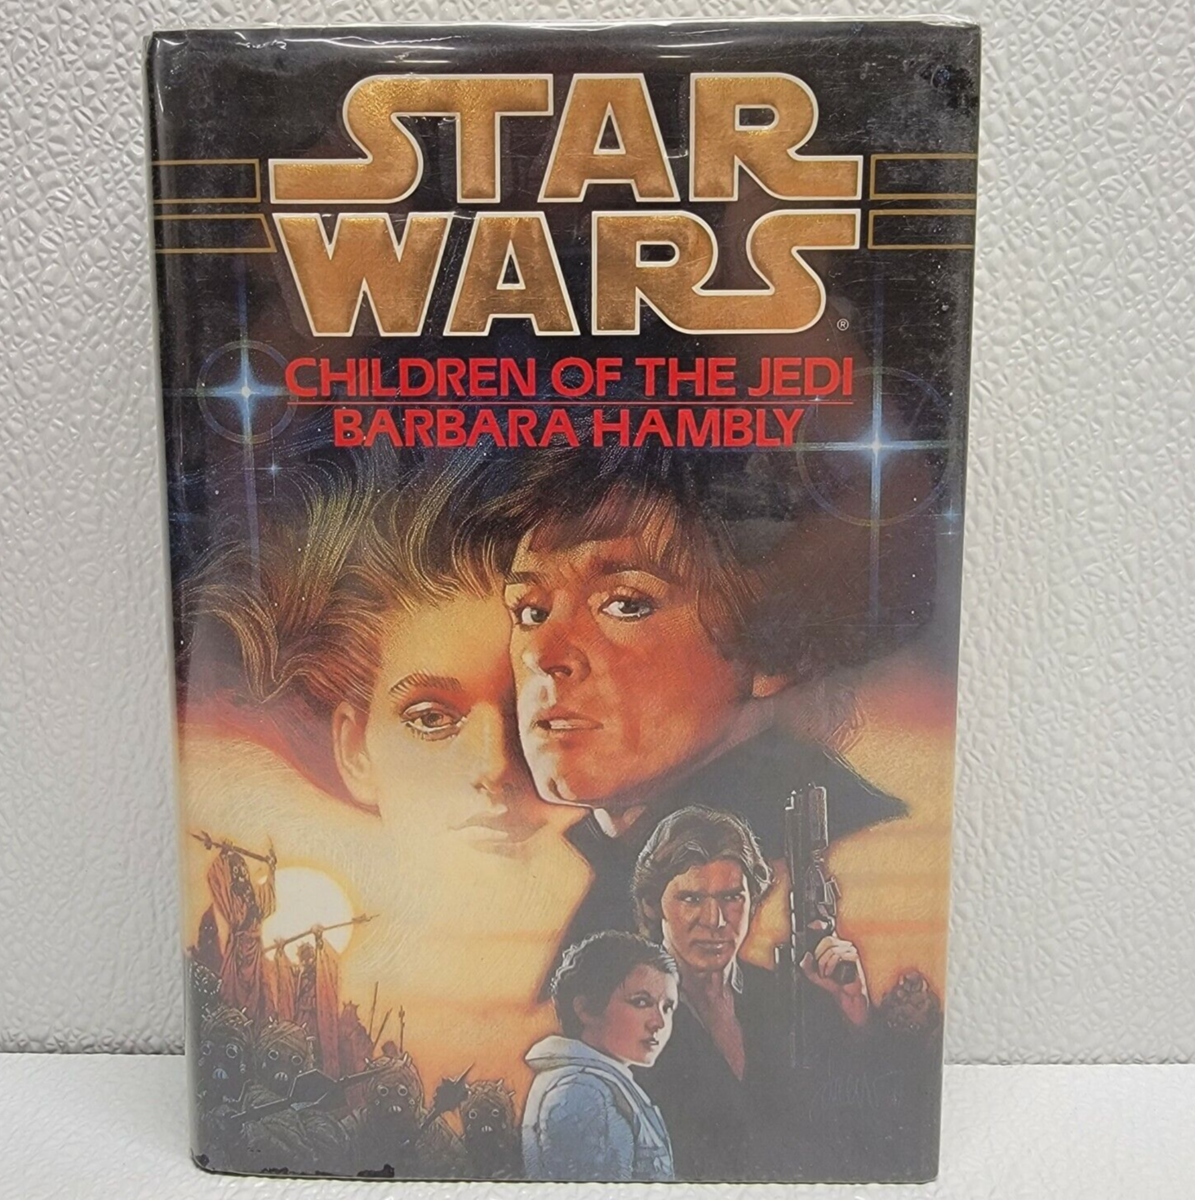 STAR
WARS®
CHILDREN OF THE JEDI
BARBARA HAMBLY